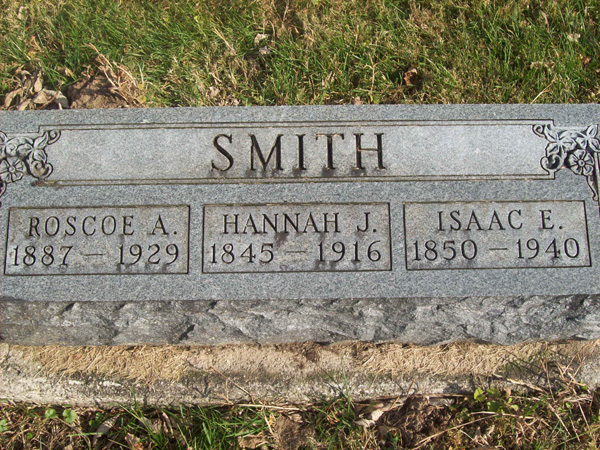 SMITH
ROSCOE A.
1887 — 1929
HANNAH J.
1845 — 1916
ISAAC E.
1850 — 1940